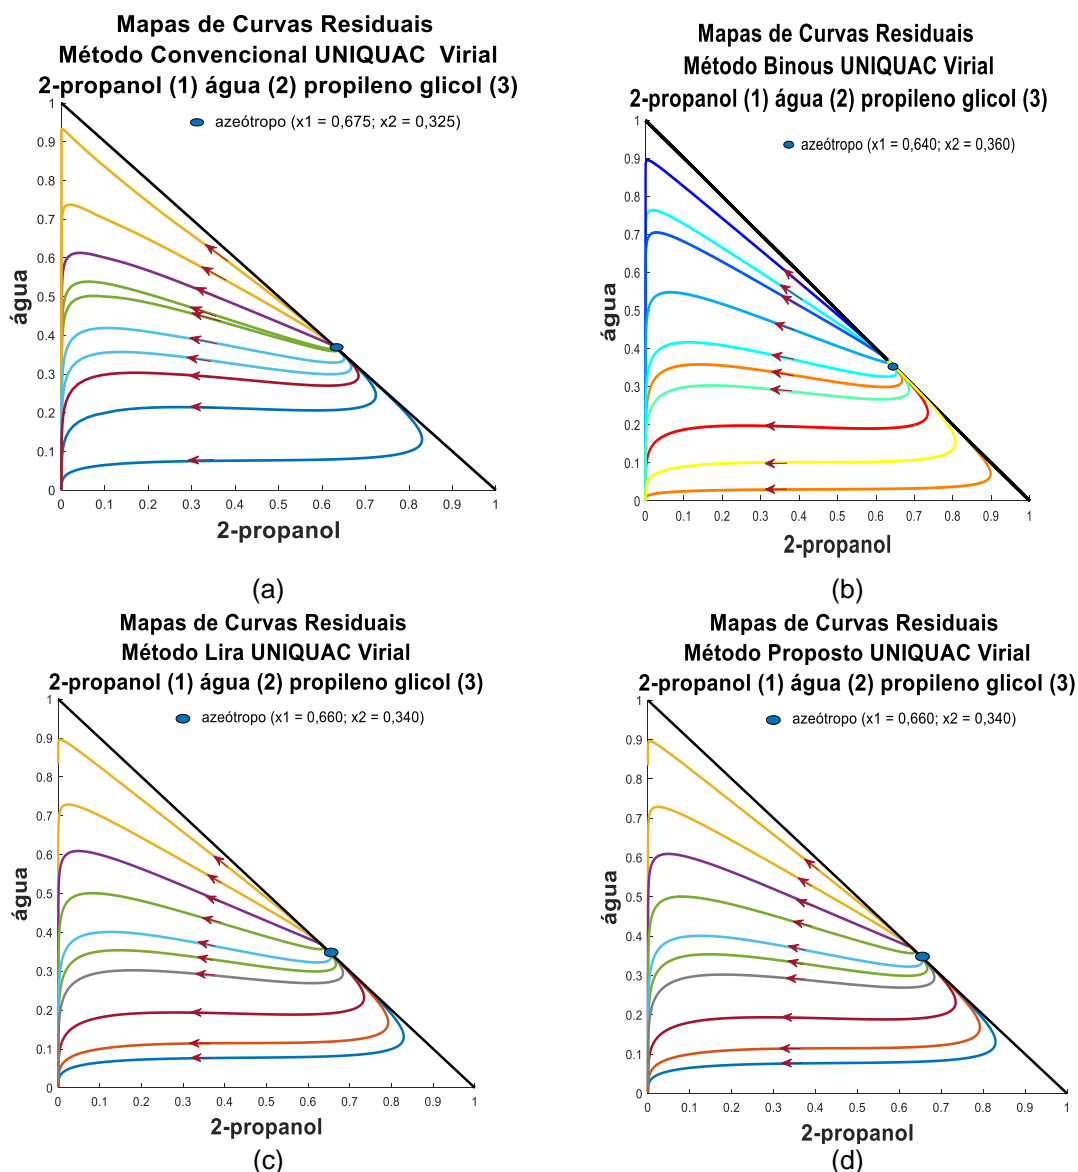 Mapas de Curvas Residuais
Método Convencional UNIQUAC Virial
2-propanol (1) água (2) propileno glicol (3)
azeótropo (x1 = 0,675; x2 = 0,325)
1
0.9
0.8
0.7
0.6
0.5
0.4
0.3
0.2
0.1
0
água
0 0.1 0.2 0.3 0.4 0.5 0.6 0.7 0.8 0.9 1
2-propanol
(a)
Mapas de Curvas Residuais
Método Binous UNIQUAC Virial
2-propanol (1) água (2) propileno glicol (3)
azeótropo (x1 = 0,640; x2 = 0,360)
1
0.9
0.8
0.7
0.6
0.5
0.4
0.3
0.2
0.1
0
água
0 0.1 0.2 0.3 0.4 0.5 0.6 0.7 0.8 0.9 1
2-propanol
(b)
Mapas de Curvas Residuais
Método Lira UNIQUAC Virial
2-propanol (1) água (2) propileno glicol (3)
azeótropo (x1 = 0,660; x2 = 0,340)
1
0.9
0.8
0.7
0.6
0.5
0.4
0.3
0.2
0.1
0
água
0 0.1 0.2 0.3 0.4 0.5 0.6 0.7 0.8 0.9 1
2-propanol
(c)
Mapas de Curvas Residuais
Método Proposto UNIQUAC Virial
2-propanol (1) água (2) propileno glicol (3)
azeótropo (x1 = 0,660; x2 = 0,340)
1
0.9
0.8
0.7
0.6
0.5
0.4
0.3
0.2
0.1
0
água
0 0.1 0.2 0.3 0.4 0.5 0.6 0.7 0.8 0.9 1
2-propanol
(d)